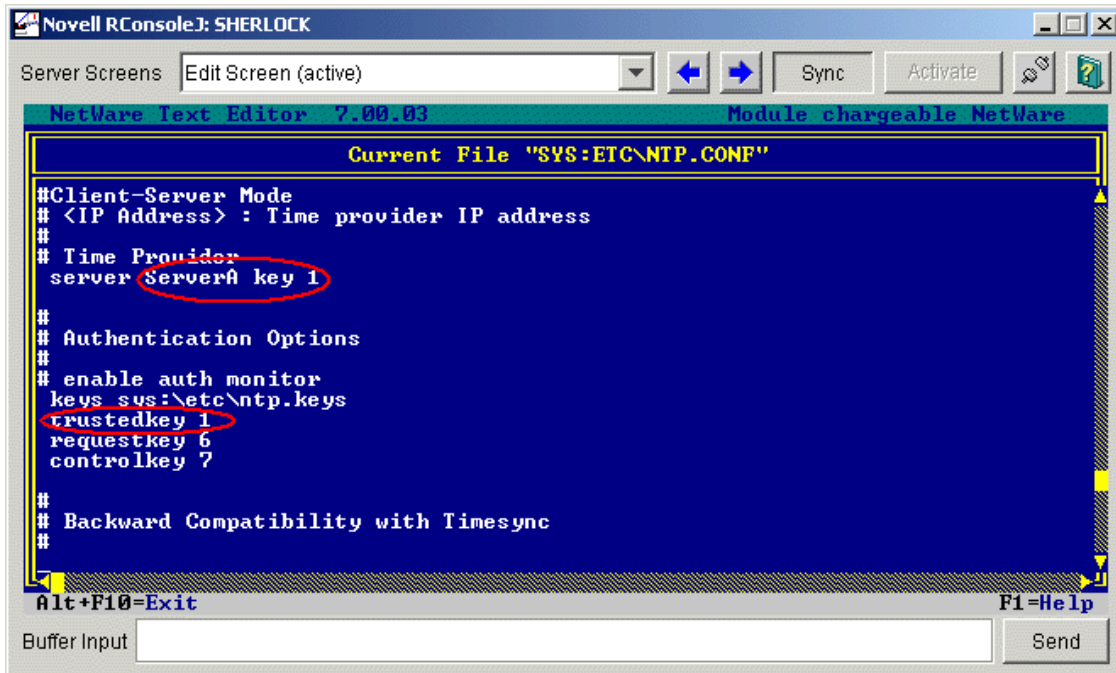 Novell RConsoleJ: SHERLOCK
Server Screens Edit Screen (active) Sync Activate
NetWare Text Editor 7.00.03 Module chargeable NetWare
Current File "SYS:ETC\NTP.CONF"
#Client-Server Mode
# <IP Address> : Time provider IP address
#
# Time Provider
server ServerA key 1
#
# Authentication Options
#
# enable auth monitor
keys sys:\etc\ntp.keys
trustedkey 1
requestkey 6
controlkey 7
#
# Backward Compatibility with Timesync
#
Alt+F10=Exit F1=Help
Buffer Input Send